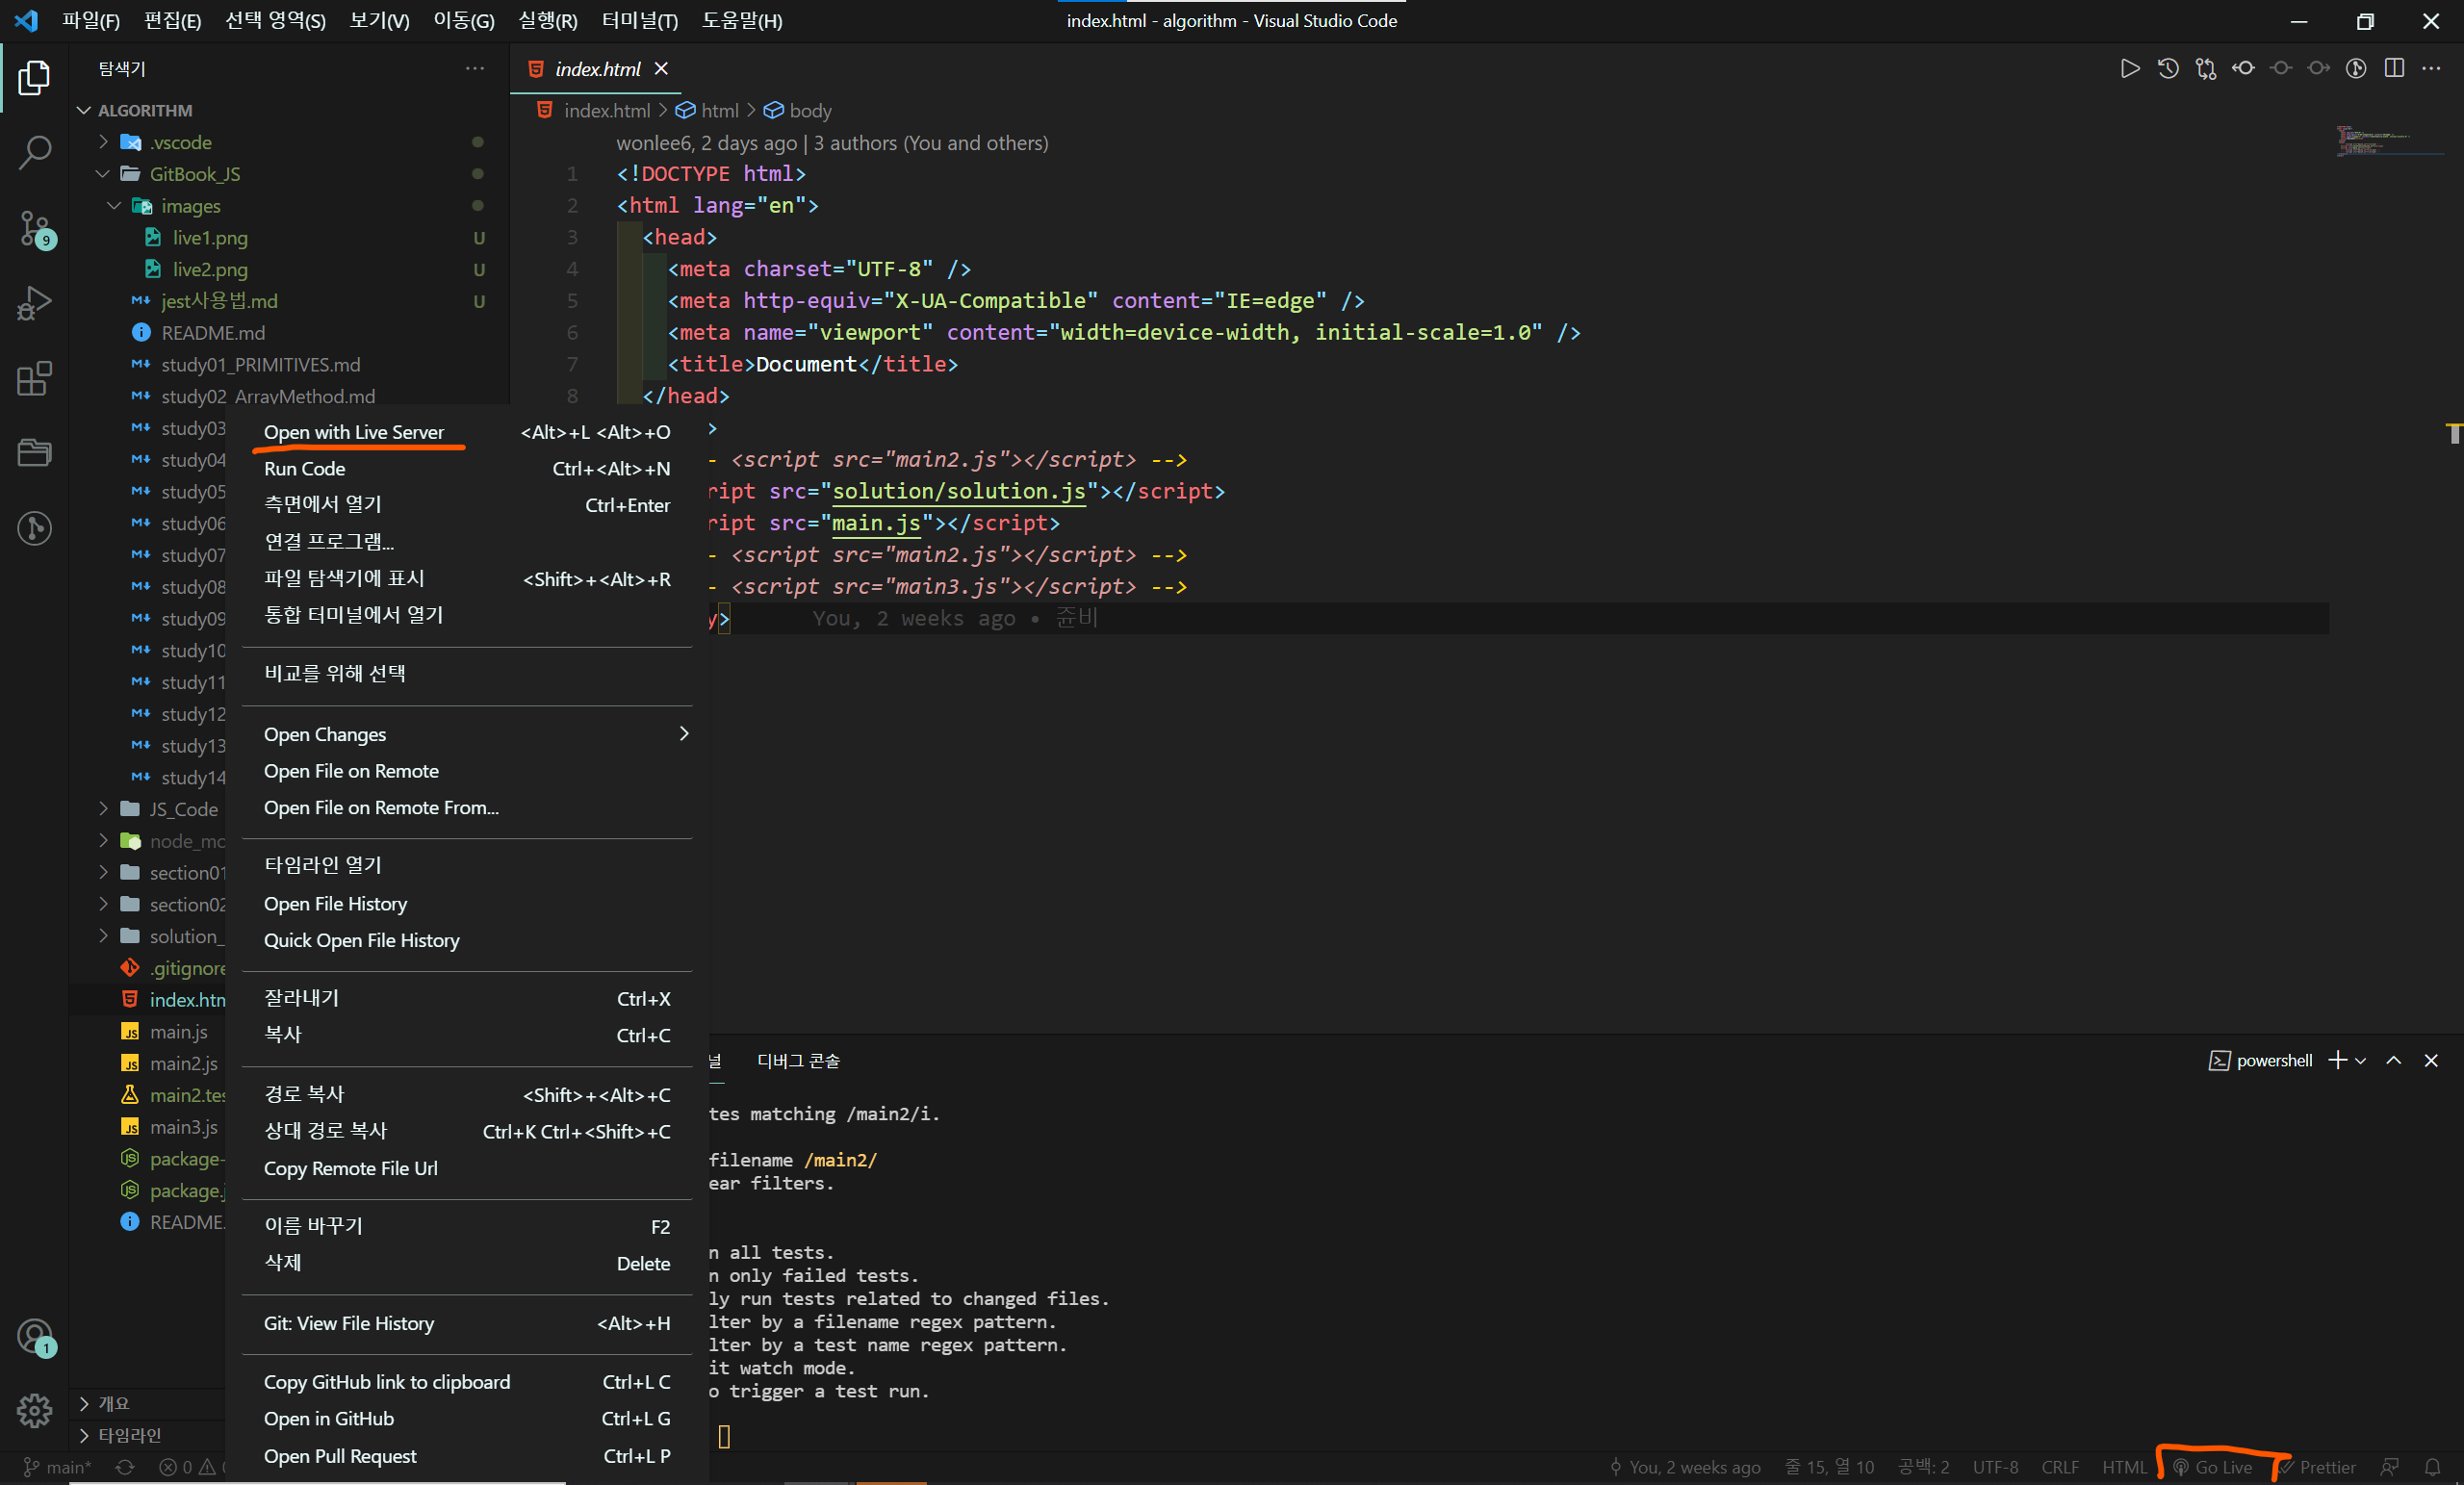 파일(F) 편집(E) 선택 영역(S) 보기(V) 이동(G) 실행(R) 터미널(T) 도움말(H)
index.html - algorithm - Visual Studio Code
탐색기
ALGORITHM
.vscode
GitBook_JS
images
live1.png U
live2.png U
jest사용법.md U
README.md
study01_PRIMITIVES.md
study02_ArrayMethod.md
study03
study04
study05
study06
study07
study08
study09
study10
study11
study12
study13
study14
JS_Code
node_mo
section01
section02
solution_
.gitignore
index.htm
main.js
main2.js
main2.tes
main3.js
package-
package.j
README.
개요
타임라인
9
1
index.html
index.html > html > body
wonlee6, 2 days ago | 3 authors (You and others)
1 <!DOCTYPE html>
2 <html lang="en">
3 <head>
4 <meta charset="UTF-8" />
5 <meta http-equiv="X-UA-Compatible" content="IE=edge" />
6 <meta name="viewport" content="width=device-width, initial-scale=1.0" />
7 <title>Document</title>
8 </head>
>
- <script src="main2.js"></script> -->
ript src="solution/solution.js"></script>
ript src="main.js"></script>
- <script src="main2.js"></script> -->
- <script src="main3.js"></script> -->
y> You, 2 weeks ago • 쥰비
Open with Live Server <Alt>+L <Alt>+O
Run Code Ctrl+<Alt>+N
측면에서 열기 Ctrl+Enter
연결 프로그램...
파일 탐색기에 표시 <Shift>+<Alt>+R
통합 터미널에서 열기
비교를 위해 선택
Open Changes
Open File on Remote
Open File on Remote From...
타임라인 열기
Open File History
Quick Open File History
잘라내기 Ctrl+X
복사 Ctrl+C
경로 복사 <Shift>+<Alt>+C
상대 경로 복사 Ctrl+K Ctrl+<Shift>+C
Copy Remote File Url
이름 바꾸기 F2
삭제 Delete
Git: View File History <Alt>+H
Copy GitHub link to clipboard Ctrl+L C
Open in GitHub Ctrl+L G
Open Pull Request Ctrl+L P
널 디버그 콘솔
powershell
tes matching /main2/i.
filename /main2/
ear filters.
n all tests.
n only failed tests.
ly run tests related to changed files.
lter by a filename regex pattern.
lter by a test name regex pattern.
it watch mode.
o trigger a test run.
main* 0
You, 2 weeks ago 줄 15, 열 10 공백: 2 UTF-8 CRLF HTML Go Live Prettier